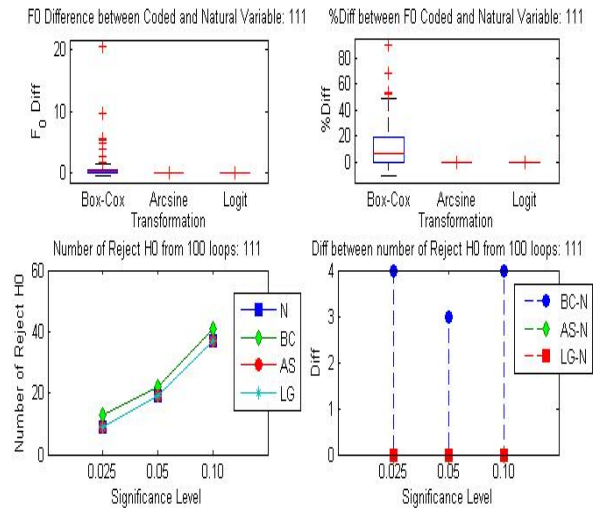 F0 Difference between Coded and Natural Variable: 111
20
10
0
F0 Diff
Box-Cox Arcsine Logit
Transformation
%Diff between F0 Coded and Natural Variable: 111
80
60
40
20
0
%Diff
Box-Cox Arcsine Logit
Transformation
Number of Reject H0 from 100 loops: 111
60
40
20
0
Number of Reject H0
N
BC
AS
LG
0.025 0.05 0.10
Significance Level
Diff between number of Reject H0 from 100 loops: 111
4
3
2
1
0
Diff
BC-N
AS-N
LG-N
0.025 0.05 0.10
Significance Level